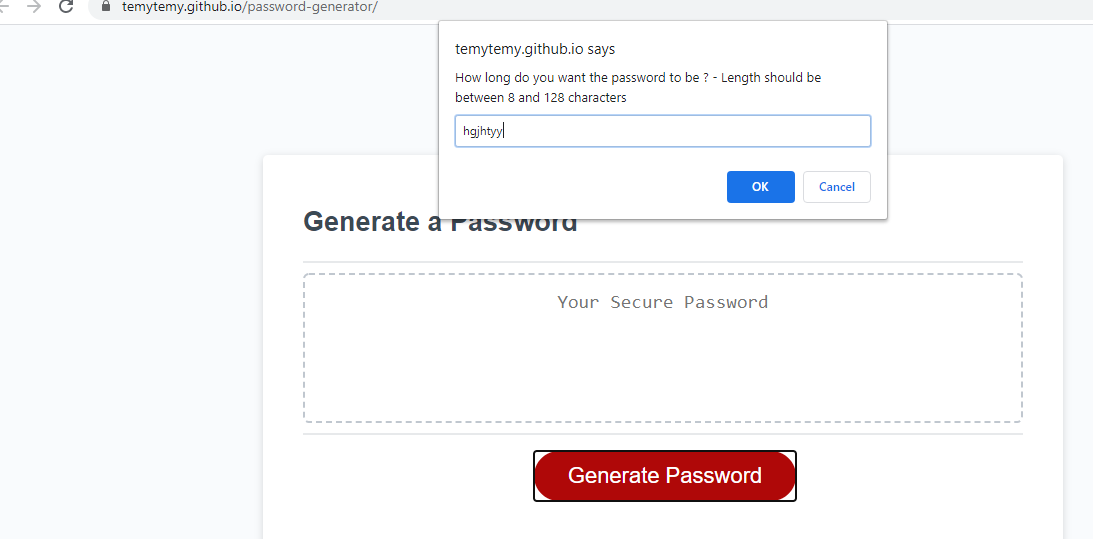 temytemy.github.io/password-generator/
temytemy.github.io says
How long do you want the password to be ? - Length should be
between 8 and 128 characters
hgjhtyy
OK Cancel
Generate a Password
Your Secure Password
Generate Password